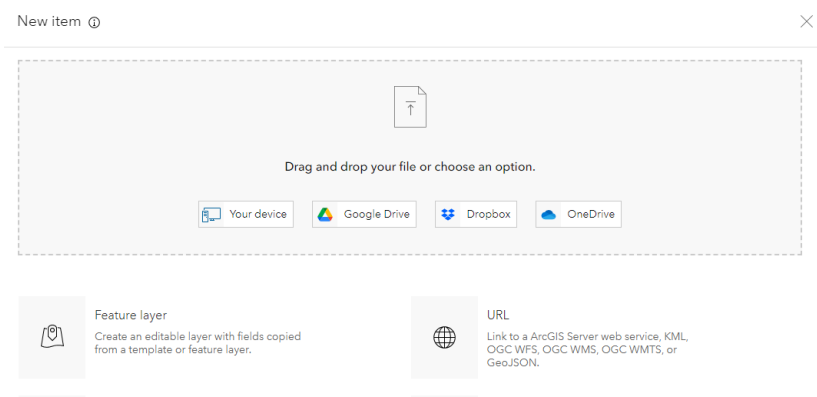 New item
Drag and drop your file or choose an option.
Your device
Google Drive
Dropbox
OneDrive
Feature layer
Create an editable layer with fields copied
from a template or feature layer.
URL
Link to a ArcGIS Server web service, KML,
OGC WFS, OGC WMS, OGC WMTS, or
GeoJSON.